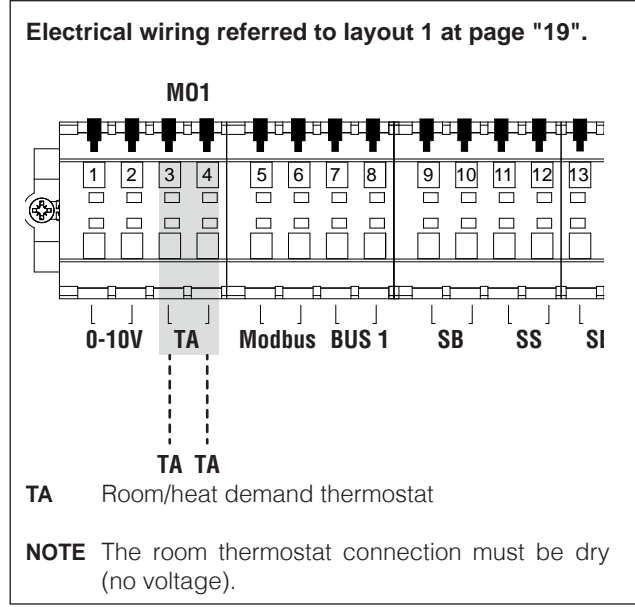 Electrical wiring referred to layout 1 at page "19".
M01
1 2 3 4 5 6 7 8 9 10 11 12 13
0-10V TA Modbus BUS 1 SB SS
TA TA
TA Room/heat demand thermostat
NOTE The room thermostat connection must be dry
(no voltage).